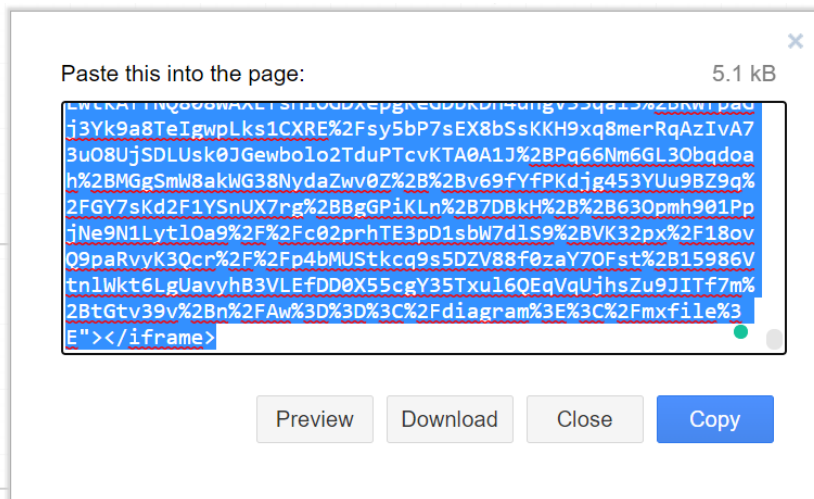 Paste this into the page:
5.1 kB
j3Yk9a8TeIgwpLks1CXRE%2Fsy5bP7sEX8bSsKKH9xq8merRqAzIvA7
3uO8UjSDLUsk0JGewbolo2TduPTcvKTA0A1J%2BPq66Nm6GL3Obqdoa
h%2BMGgSmW8akWG38NydaZwv0Z%2B%2Bv69fYfPKdjg453YUu9BZ9q%
2FGY7sKd2F1YSnUX7rg%2BBgGPiKLn%2B7DBkH%2B%2B63Opmh901Pp
jNe9N1LytlOa9%2F%2Fc02prhTE3pD1sbW7dlS9%2BVK32px%2F18ov
Q9paRvyK3Qcr%2F%2Fp4bMUStkcq9s5DZV88f0zaY7OFst%2B15986V
tnlWkt6LgUavyhB3VLEfDD0X55cgY35Txul6QEqVqUjhsZu9JITf7m%
2BtGtv39v%2Bn%2FAw%3D%3D%3C%2Fdiagram%3E%3C%2Fmxfile%3
E"></iframe>
Preview
Download
Close
Copy